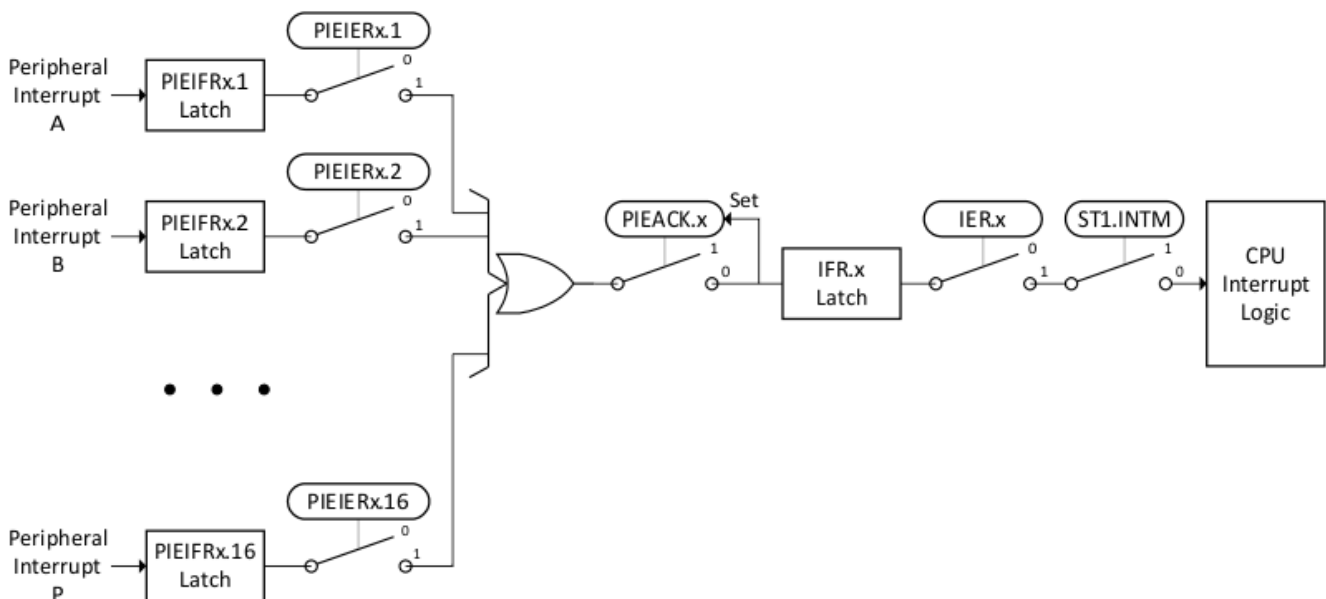 PIEIERx.1
0
1
Peripheral
Interrupt
A
PIEIFRx.1
Latch
PIEIERx.2
0
1
Peripheral
Interrupt
B
PIEIFRx.2
Latch
PIEACK.x
Set
1
0
IFR.x
Latch
IER.x
0
1
ST1.INTM
1
0
CPU
Interrupt
Logic
PIEIERx.16
0
1
Peripheral
Interrupt
P
PIEIFRx.16
Latch